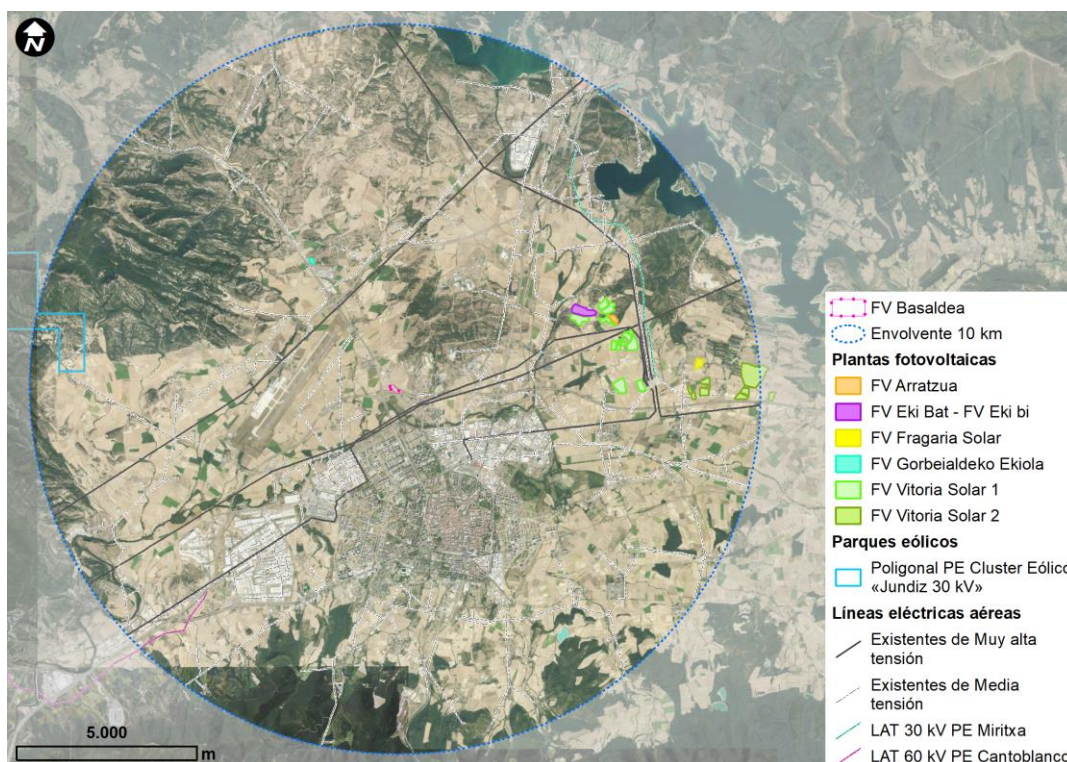 N
FV Basaldea
Envolvente 10 km
Plantas fotovoltaicas
FV Arratzua
FV Eki Bat - FV Eki bi
FV Fragaria Solar
FV Gorbeialdeko Ekiola
FV Vitoria Solar 1
FV Vitoria Solar 2
Parques eólicos
Poligonal PE Cluster Eólico
«Jundiz 30 kV»
Líneas eléctricas aéreas
Existentes de Muy alta
tensión
Existentes de Media
tensión
LAT 30 kV PE Miritxa
LAT 60 kV PE Cantoblanco
5.000
m